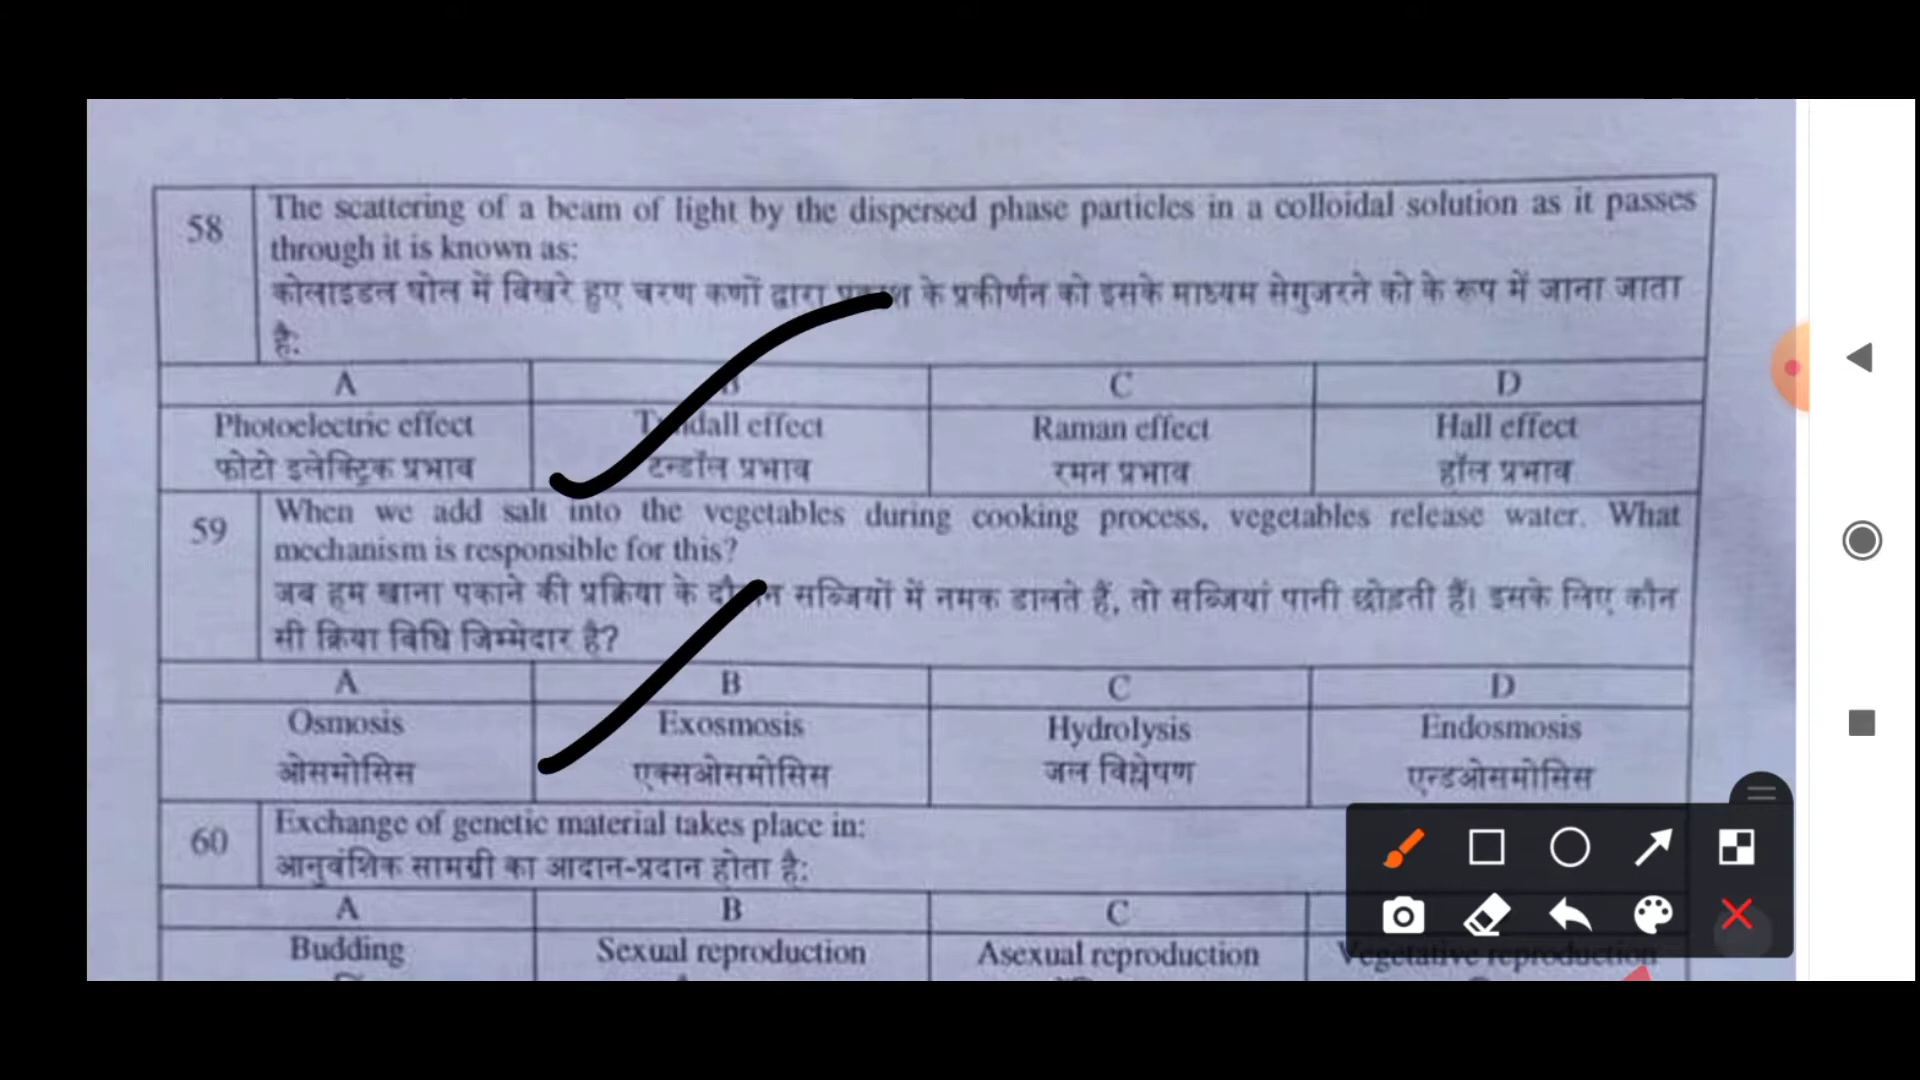 58
The scattering of a beam of light by the dispersed phase particles in a colloidal solution as it passes
through it is known as:
कोलाइडल घोल में बिखरे हुए चरण कणों द्वारा के प्रकीर्णन को इसके माध्यम सेगुजरने को के रूप में जाना जाता
है:
A C D
Photoelectric effect effect Raman effect Hall effect
फोटो इलेक्ट्रिक प्रभाव टन्डॉल प्रभाव रमन प्रभाव हॉल प्रभाव
59
When we add salt into the vegetables during cooking process, vegetables release water. What
mechanism is responsible for this?
जब हम खाना पकाने की प्रक्रिया के सब्जियों में नमक डालते हैं, तो सब्जियां पानी छोड़ती हैं। इसके लिए कौन
सी क्रिया विधि जिम्मेदार है?
A B C D
Osmosis Exosmosis Hydrolysis Endosmosis
ओसमोसिस एक्सओसमोसिस जल विश्लेषण एन्डओसमोसिस
60
Exchange of genetic material takes place in:
आनुवंशिक सामग्री का आदान-प्रदान होता है:
A B C
Budding Sexual reproduction Asexual reproduction Vegetative reproduction